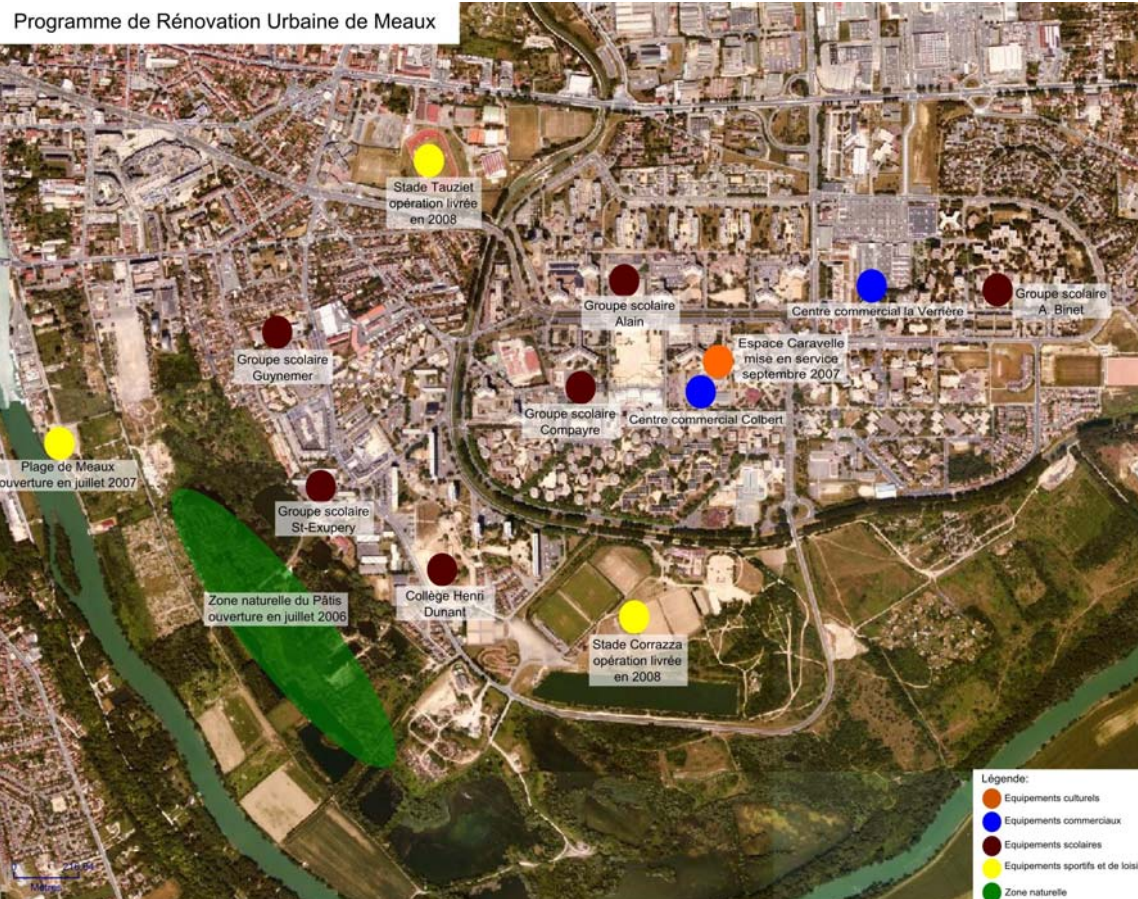 Programme de Rénovation Urbaine de Meaux
Stade Tauziet
opération livrée
en 2008
Groupe scolaire
Alain
Centre commercial la Verrière
Groupe scolaire
A. Binet
Groupe scolaire
Guynemer
Espace Caravelle
mise en service
septembre 2007
Groupe scolaire
Compayre
Centre commercial Colbert
Plage de Meaux
ouverture en juillet 2007
Groupe scolaire
St-Exupery
Zone naturelle du Pâtis
ouverture en juillet 2006
Collège Henri
Dunant
Stade Corrazza
opération livrée
en 2008
Légende:
Equipements culturels
Equipements commerciaux
Equipements scolaires
Equipements sportifs et de loisi
Zone naturelle
0
Mètres